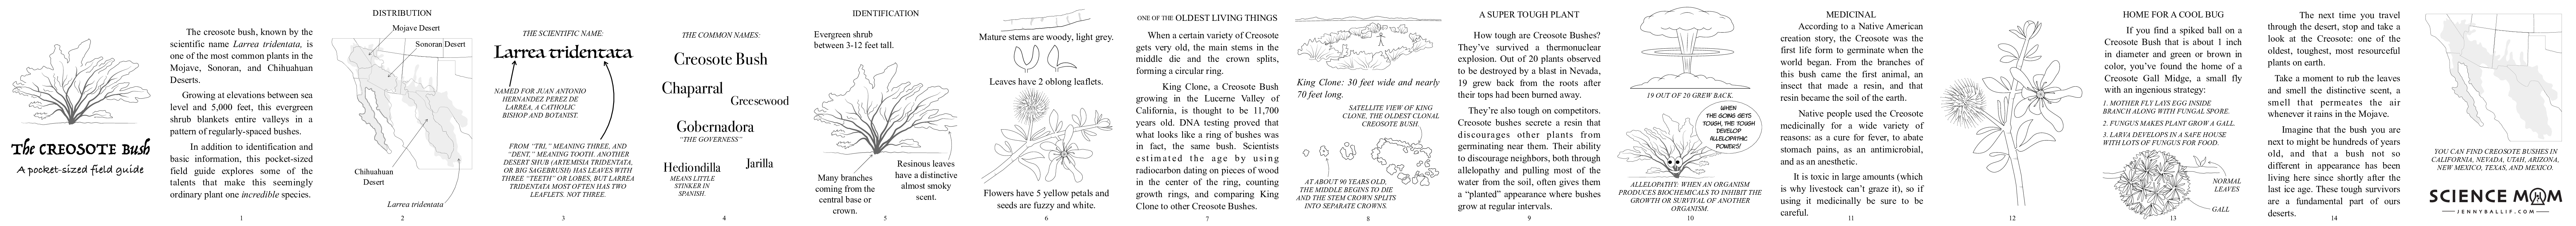 The CREOSOTE Bush
A pocket-sized field guide
The creosote bush, known by the
scientific name Larrea tridentata, is
one of the most common plants in the
Mojave, Sonoran, and Chihuahuan
Deserts.
Growing at elevations between sea
level and 5,000 feet, this evergreen
shrub blankets entire valleys in a
pattern of regularly-spaced bushes.
In addition to identification and
basic information, this pocket-sized
field guide explores some of the
talents that make this seemingly
ordinary plant one incredible species.
1
DISTRIBUTION
Mojave Desert
Sonoran Desert
Chihuahuan
Desert
Larrea tridentata
2
THE SCIENTIFIC NAME:
Larrea tridentata
NAMED FOR JUAN ANTONIO
HERNANDEZ PEREZ DE
LARREA, A CATHOLIC
BISHOP AND BOTANIST.
FROM "TRI," MEANING THREE, AND
"DENT," MEANING TOOTH. ANOTHER
DESERT SHUB (ARTEMISIA TRIDENTATA,
OR BIG SAGEBRUSH) HAS LEAVES WITH
THREE "TEETH" OR LOBES, BUT LARREA
TRIDENTATA MOST OFTEN HAS TWO
LEAFLETS, NOT THREE.
3
THE COMMON NAMES:
Creosote Bush
Chaparral
Greesewood
Gobernadora
"THE GOVERNESS"
Hediondilla
MEANS LITTLE
STINKER IN
SPANISH.
Jarilla
4
IDENTIFICATION
Evergreen shrub
between 3-12 feet tall.
Many branches
coming from the
central base or
crown.
Resinous leaves
have a distinctive
almost smoky
scent.
5
Mature stems are woody, light grey.
Leaves have 2 oblong leaflets.
Flowers have 5 yellow petals and
seeds are fuzzy and white.
6
ONE OF THE OLDEST LIVING THINGS
When a certain variety of Creosote
gets very old, the main stems in the
middle die and the crown splits,
forming a circular ring.
King Clone, a Creosote Bush
growing in the Lucerne Valley of
California, is thought to be 11,700
years old. DNA testing proved that
what looks like a ring of bushes was
in fact, the same bush. Scientists
estimated the age by using
radiocarbon dating on pieces of wood
in the center of the ring, counting
growth rings, and comparing King
Clone to other Creosote Bushes.
7
King Clone: 30 feet wide and nearly
70 feet long.
SATELLITE VIEW OF KING
CLONE, THE OLDEST CLONAL
CREOSOTE BUSH.
AT ABOUT 90 YEARS OLD,
THE MIDDLE BEGINS TO DIE
AND THE STEM CROWN SPLITS
INTO SEPARATE CROWNS.
8
A SUPER TOUGH PLANT
How tough are Creosote Bushes?
They've survived a thermonuclear
explosion. Out of 20 plants observed
to be destroyed by a blast in Nevada,
19 grew back from the roots after
their tops had been burned away.
They're also tough on competitors.
Creosote bushes secrete a resin that
discourages other plants from
germinating near them. Their ability
to discourage neighbors, both through
allelopathy and pulling most of the
water from the soil, often gives them
a "planted" appearance where bushes
grow at regular intervals.
9
19 OUT OF 20 GREW BACK.
WHEN
THE GOING GETS
TOUGH, THE TOUGH
DEVELOP
ALLELOPATHIC
POWERS!
ALLELOPATHY: WHEN AN ORGANISM
PRODUCES BIOCHEMICALS TO INHIBIT THE
GROWTH OR SURVIVAL OF ANOTHER
ORGANISM.
10
MEDICINAL
According to a Native American
creation story, the Creosote was the
first life form to germinate when the
world began. From the branches of
this bush came the first animal, an
insect that made a resin, and that
resin became the soil of the earth.
Native people used the Creosote
medicinally for a wide variety of
reasons: as a cure for fever, to abate
stomach pains, as an antimicrobial,
and as an anesthetic.
It is toxic in large amounts (which
is why livestock can't graze it), so if
using it medicinally be sure to be
careful.
11
12
HOME FOR A COOL BUG
If you find a spiked ball on a
Creosote Bush that is about 1 inch
in diameter and green or brown in
color, you've found the home of a
Creosote Gall Midge, a small fly
with an ingenious strategy:
1. MOTHER FLY LAYS EGG INSIDE
BRANCH ALONG WITH FUNGAL SPORE.
2. FUNGUS MAKES PLANT GROW A GALL.
3. LARVA DEVELOPS IN A SAFE HOUSE
WITH LOTS OF FUNGUS FOR FOOD.
NORMAL
LEAVES
GALL
13
The next time you travel
through the desert, stop and take a
look at the Creosote: one of the
oldest, toughest, most resourceful
plants on earth.
Take a moment to rub the leaves
and smell the distinctive scent, a
smell that permeates the air
whenever it rains in the Mojave.
Imagine that the bush you are
next to might be hundreds of years
old, and that a bush not so
different in appearance has been
living here since shortly after the
last ice age. These tough survivors
are a fundamental part of ours
deserts.
14
YOU CAN FIND CREOSOTE BUSHES IN
CALIFORNIA, NEVADA, UTAH, ARIZONA,
NEW MEXICO, TEXAS, AND MEXICO.
SCIENCE MOM
JENNYBALLIF.COM